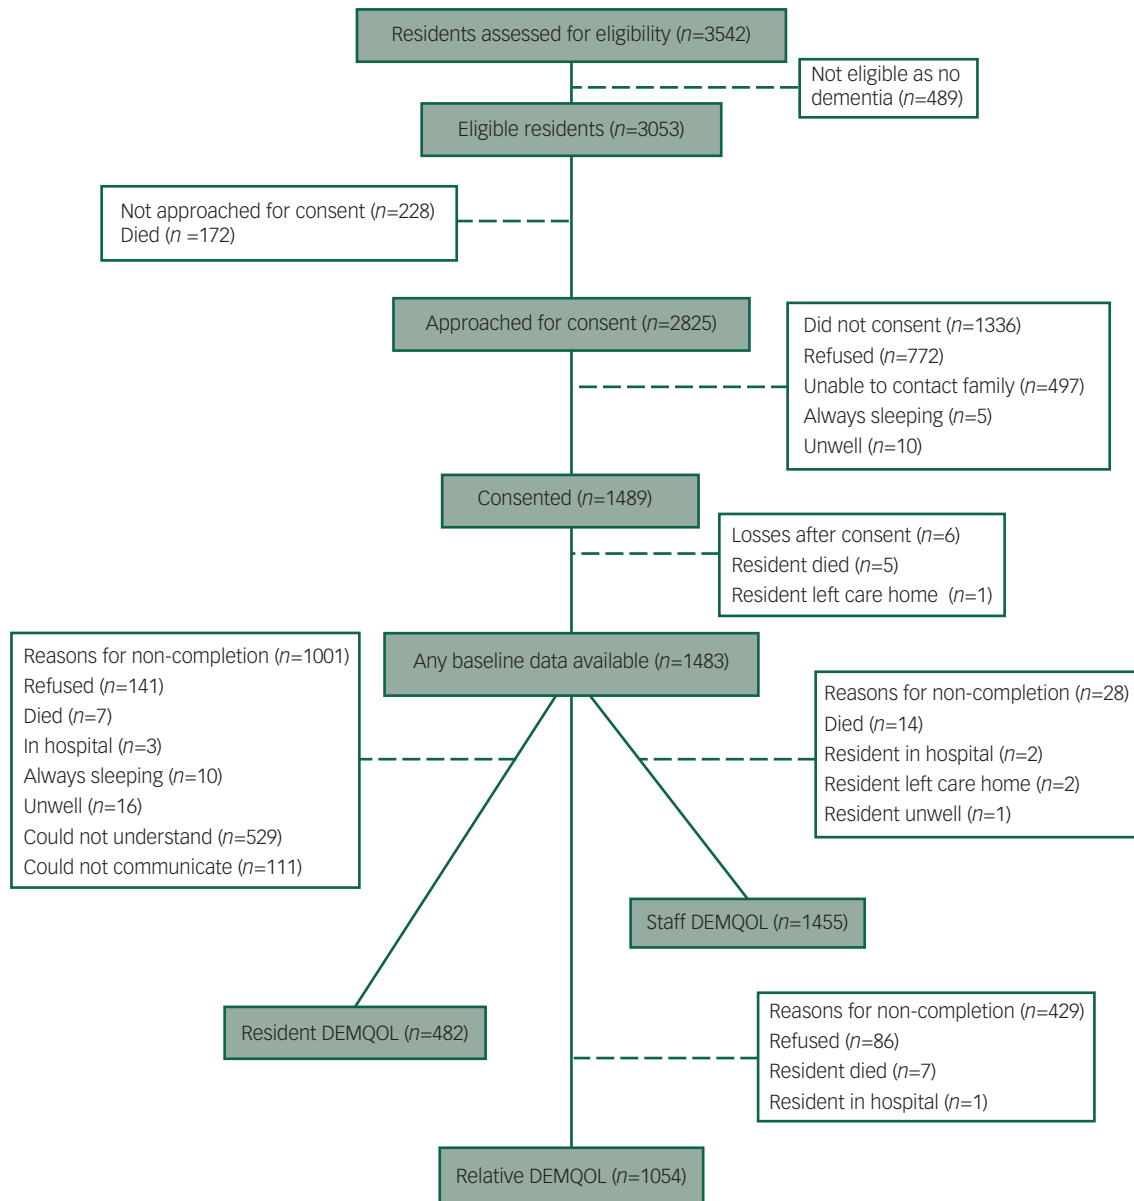 Residents assessed for eligibility (n=3542)
Not eligible as no
dementia (n=489)
Eligible residents (n=3053)
Not approached for consent (n=228)
Died (n =172)
Approached for consent (n=2825)
Did not consent (n=1336)
Refused (n=772)
Unable to contact family (n=497)
Always sleeping (n=5)
Unwell (n=10)
Consented (n=1489)
Losses after consent (n=6)
Resident died (n=5)
Resident left care home (n=1)
Any baseline data available (n=1483)
Reasons for non-completion (n=1001)
Refused (n=141)
Died (n=7)
In hospital (n=3)
Always sleeping (n=10)
Unwell (n=16)
Could not understand (n=529)
Could not communicate (n=111)
Reasons for non-completion (n=28)
Died (n=14)
Resident in hospital (n=2)
Resident left care home (n=2)
Resident unwell (n=1)
Staff DEMQOL (n=1455)
Resident DEMQOL (n=482)
Reasons for non-completion (n=429)
Refused (n=86)
Resident died (n=7)
Resident in hospital (n=1)
Relative DEMQOL (n=1054)